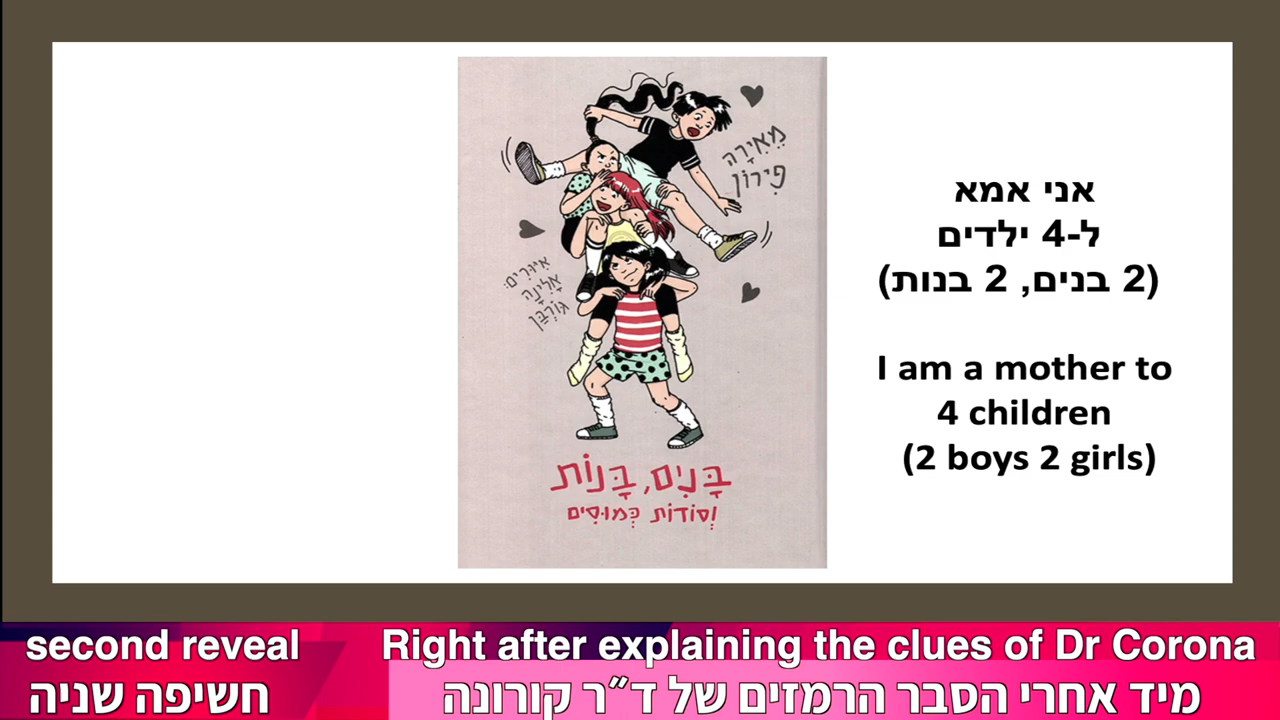 מֵאִירָה
פִירוֹן
אִיּוּרִים:
אָלִינָה
גוֹרְבַּן
בָּנִים, בָּנוֹת
וְסוֹדוֹת כְּמוּסִים
אני אמא
ל-4 ילדים
(2 בנים, 2 בנות)
I am a mother to
4 children
(2 boys 2 girls)
second reveal
Right after explaining the clues of Dr Corona
חשיפה שניה
מיד אחרי הסבר הרמזים של ד״ר קורונה